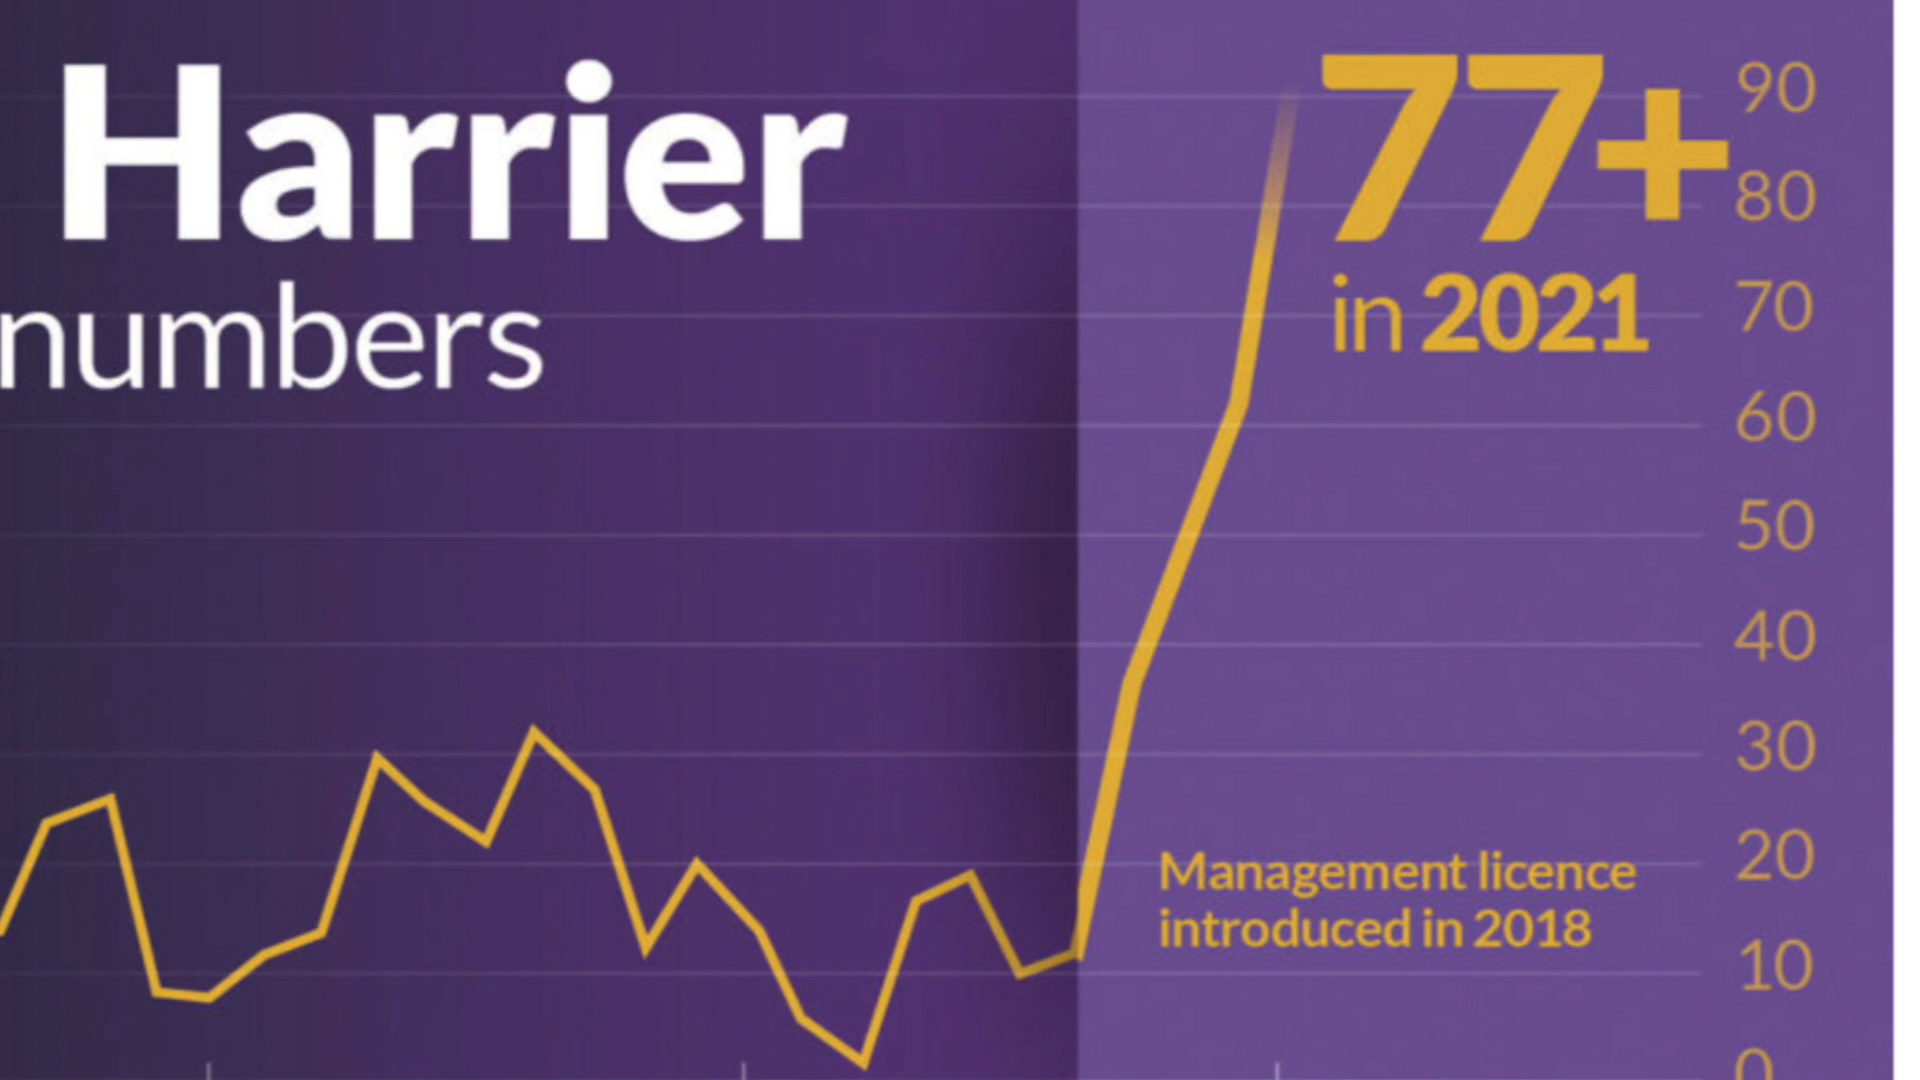 Harrier
numbers
77+
in 2021
90
80
70
60
50
40
30
20
10
0
Management licence
introduced in 2018